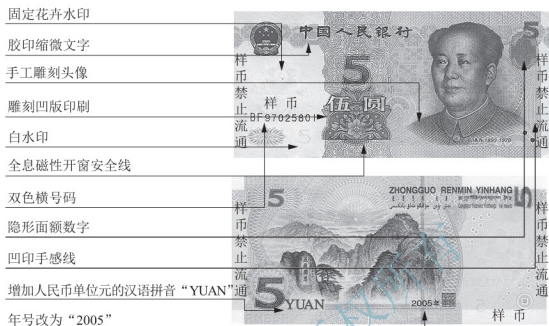 固定花卉水印
胶印缩微文字
手工雕刻头像
雕刻凹版印刷
白水印
全息磁性开窗安全线
双色横号码
隐形面额数字
凹印手感线
增加人民币单位元的汉语拼音“YUAN”
年号改为“2005”
中国人民银行
5
样币
伍圆
BF97025801
5
样币禁止流通
样币禁止流通
ZHONGGUO RENMIN YINHANG
5
5
5YUAN
2005年
样币禁止流通
样币禁止流通
样币